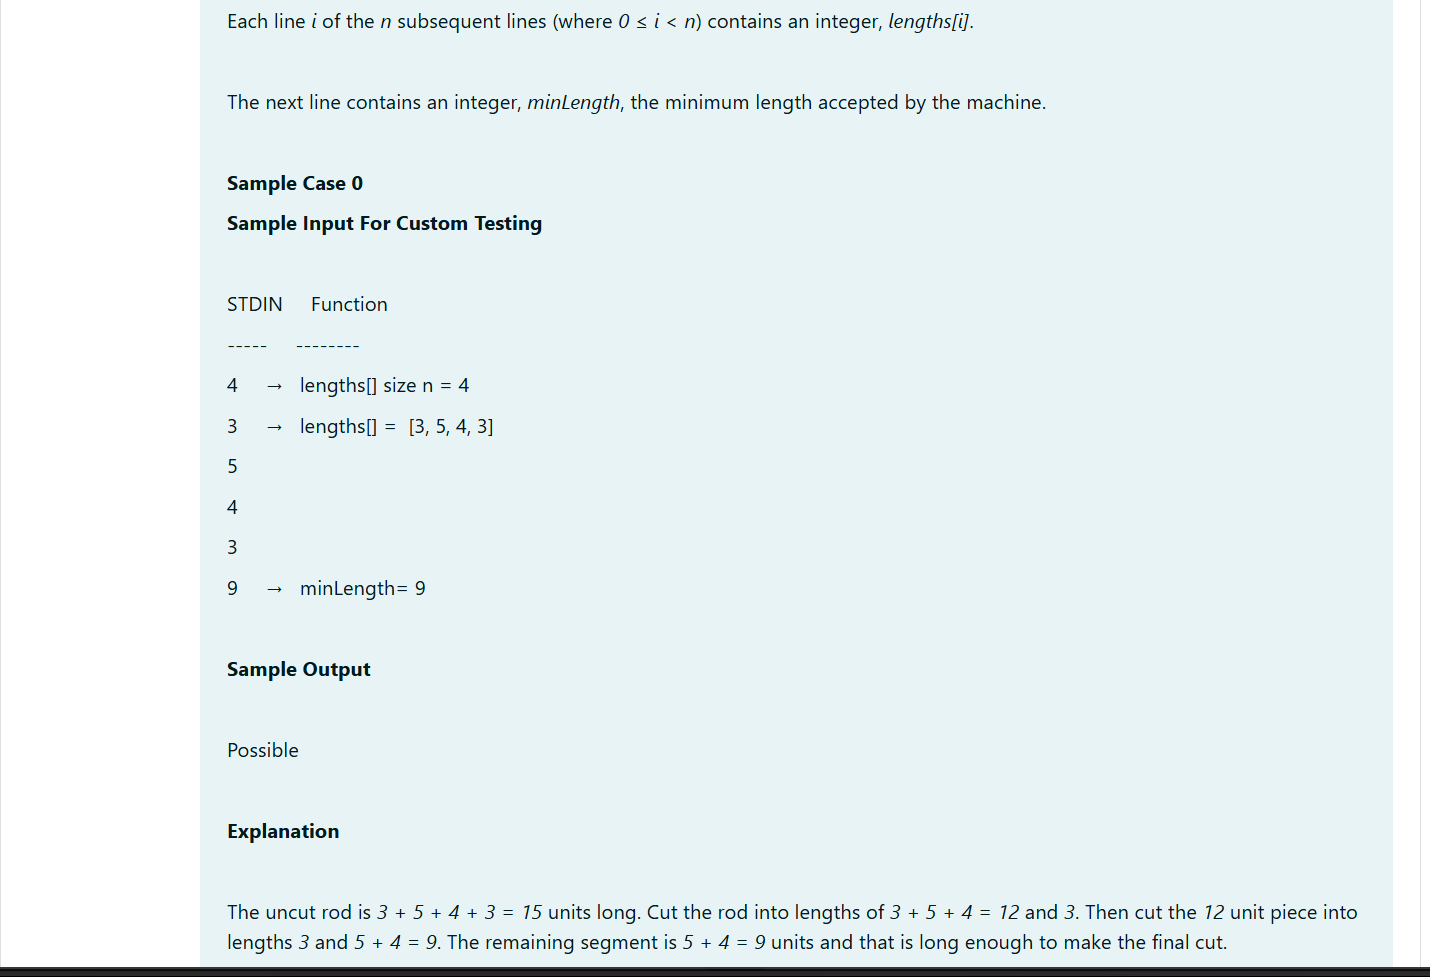 Each line i of the n subsequent lines (where 0 ≤ i < n) contains an integer, lengths[i].
The next line contains an integer, minLength, the minimum length accepted by the machine.
Sample Case 0
Sample Input For Custom Testing
STDIN Function
----- --------
4 → lengths[] size n = 4
3 → lengths[] = [3, 5, 4, 3]
5
4
3
9 → minLength= 9
Sample Output
Possible
Explanation
The uncut rod is 3 + 5 + 4 + 3 = 15 units long. Cut the rod into lengths of 3 + 5 + 4 = 12 and 3. Then cut the 12 unit piece into
lengths 3 and 5 + 4 = 9. The remaining segment is 5 + 4 = 9 units and that is long enough to make the final cut.